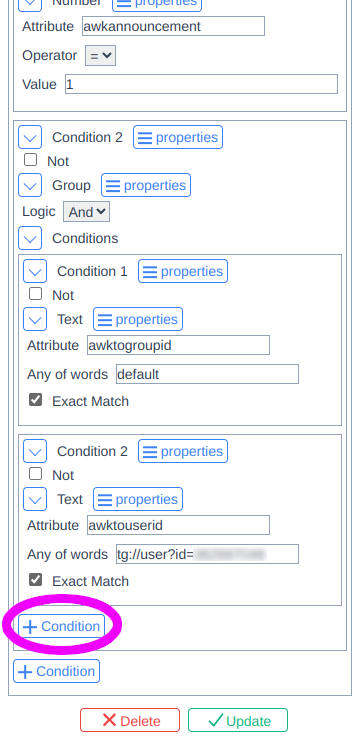 Number properties
Attribute awkannouncement
Operator =
Value 1
Condition 2 properties
Not
Group properties
Logic And
Conditions
Condition 1 properties
Not
Text properties
Attribute awktogroupid
Any of words default
Exact Match
Condition 2 properties
Not
Text properties
Attribute awktouserid
Any of words tg://user?id=
Exact Match
+ Condition
+ Condition
Delete Update